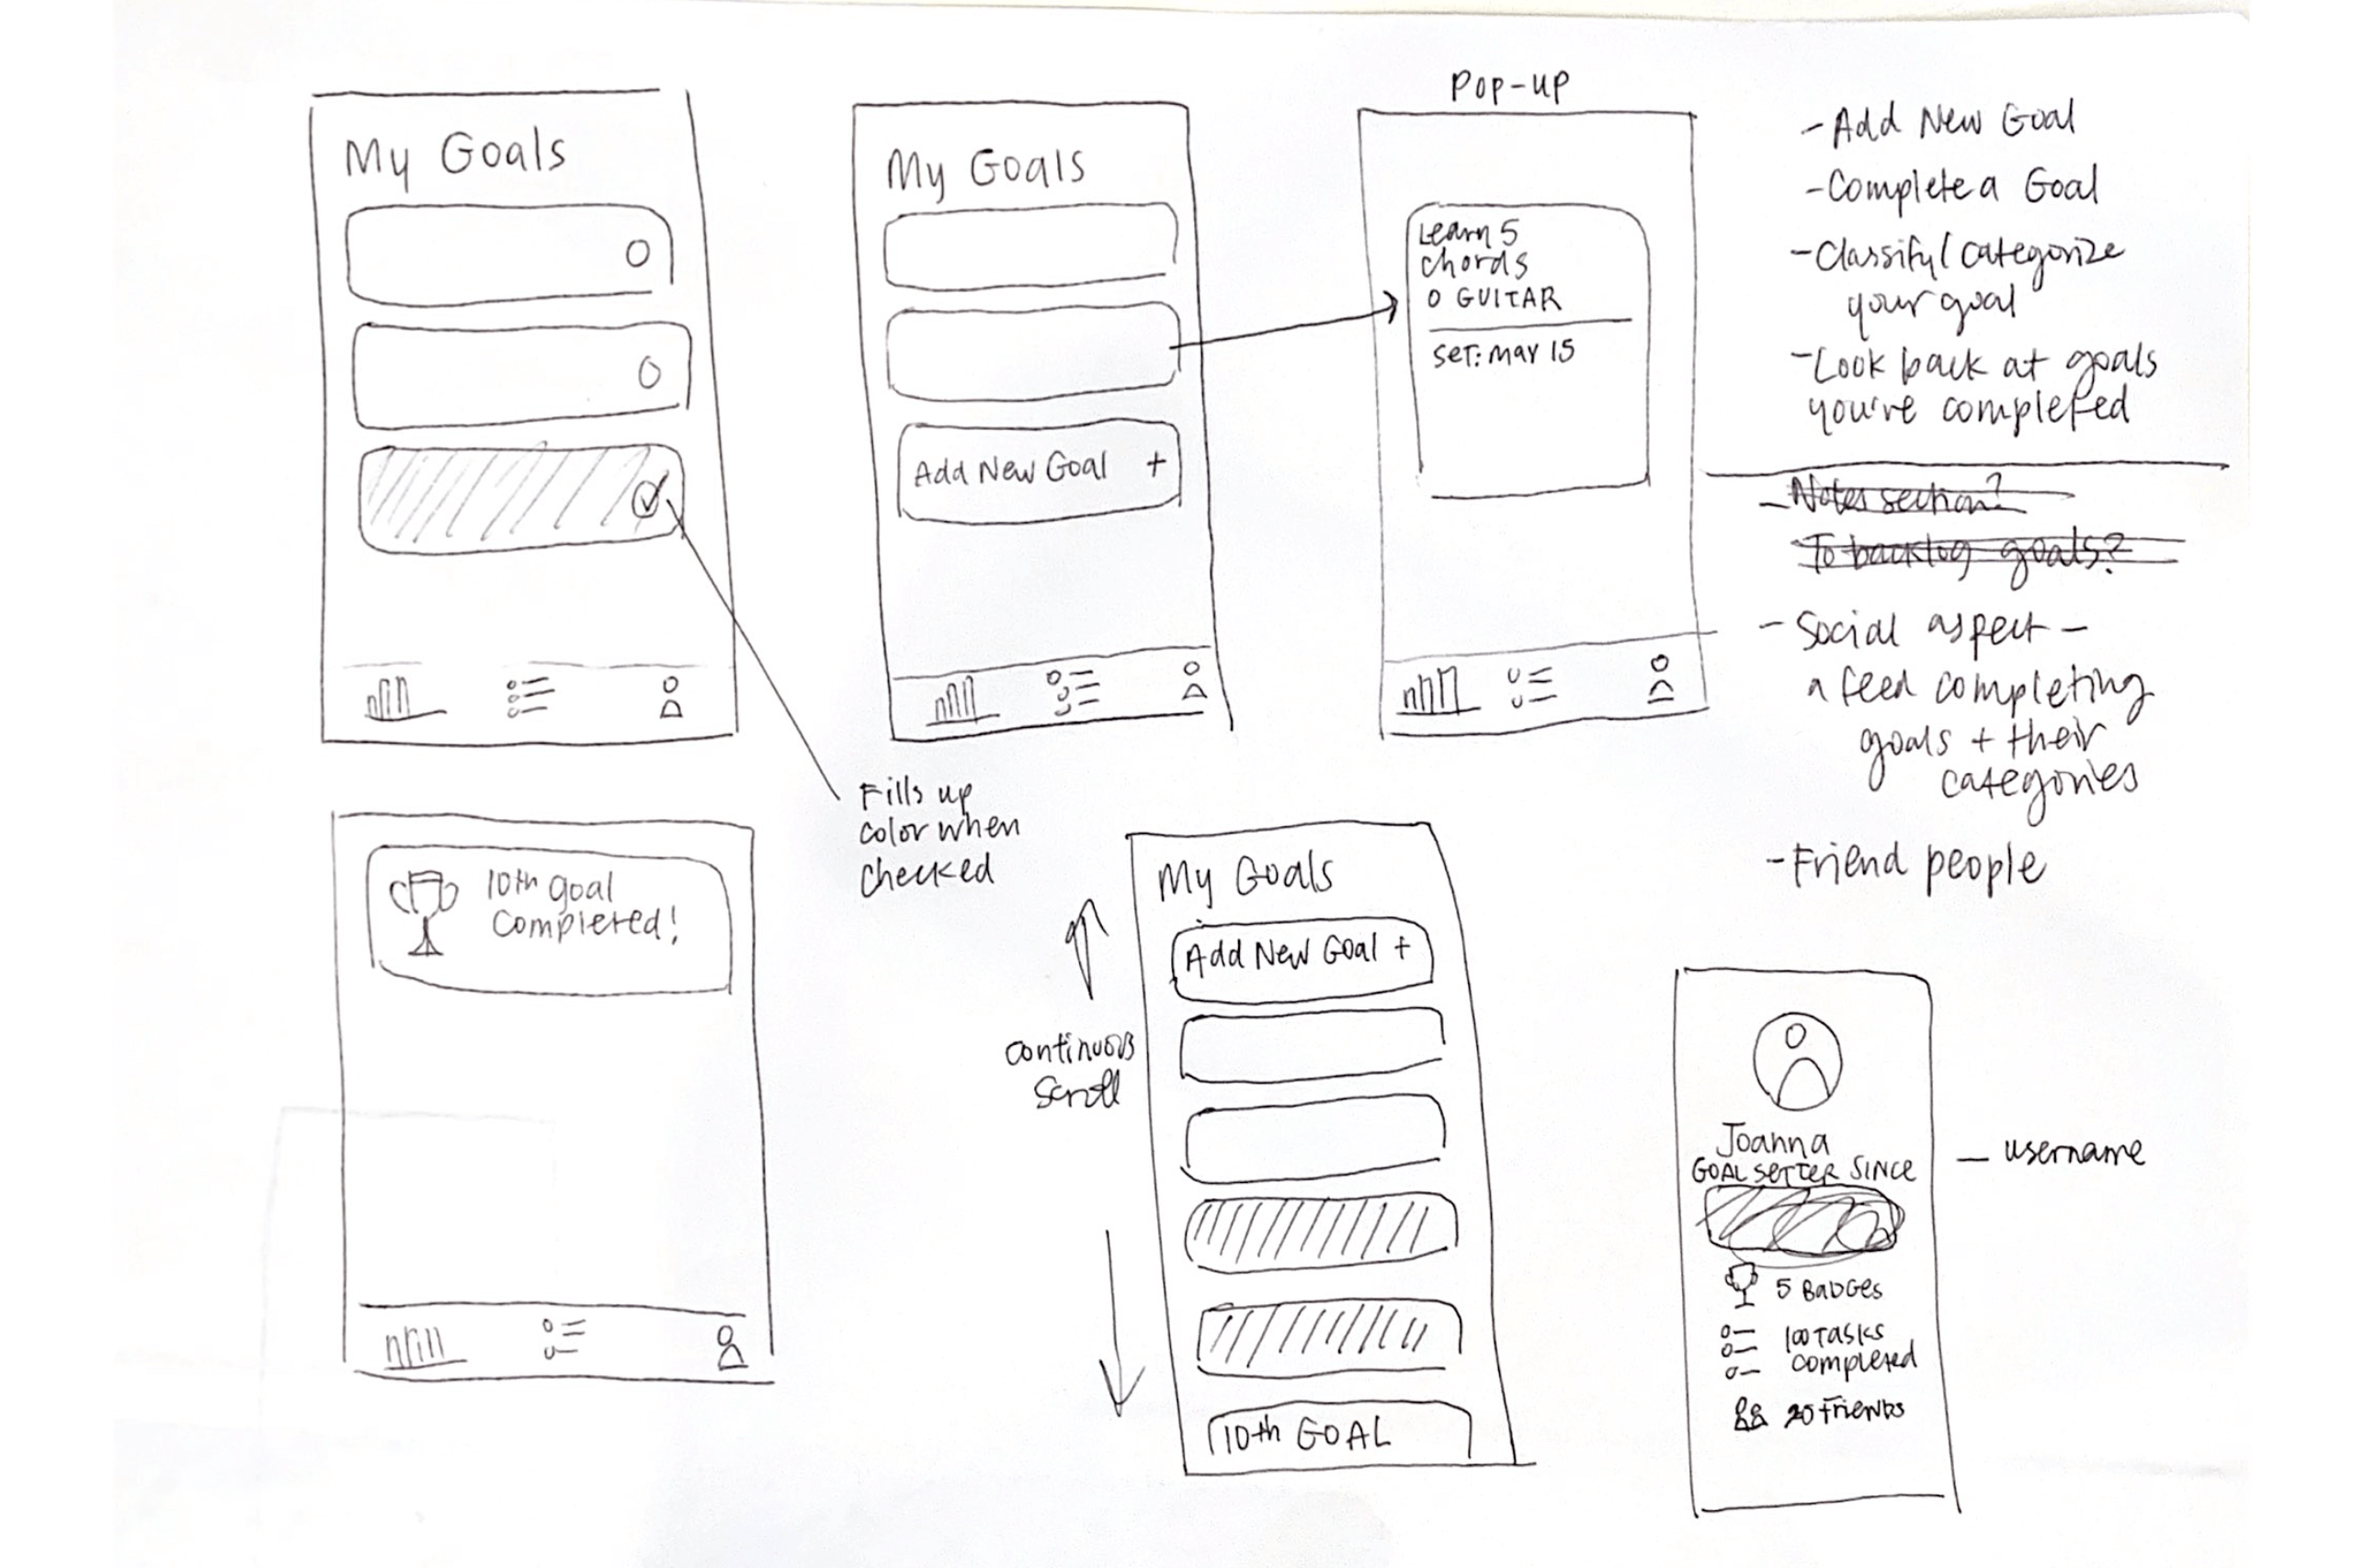 My Goals
My Goals
Add New Goal +
Pop-up
Learn 5
chords
O GUITAR
SET: MAY 15
- Add New Goal
- Complete a Goal
- Classify/categorize
your goal
- Look back at goals
you're completed
- Notes section?
To backlog goals?
- Social aspect -
a feed completing
goals + their
categories
- Friend people
Fills up
color when
checked
10th goal
Completed!
continuous
scroll
My Goals
Add New Goal +
10th GOAL
Joanna
GOAL SETTER SINCE
5 BADGES
100 TASKS
completed
20 Friends
- username